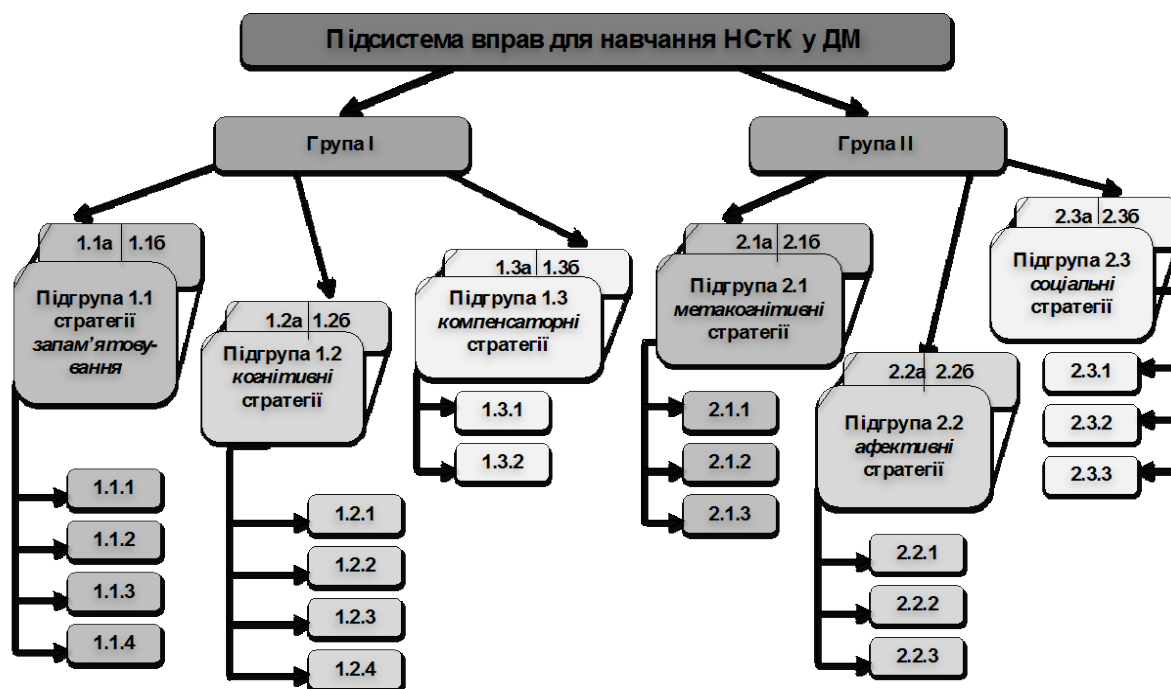 Підсистема вправ для навчання НСтК у ДМ
Група І
Група ІІ
1.1а 1.1б
Підгрупа 1.1
стратегії
запам’ятову-
вання
1.1.1
1.1.2
1.1.3
1.1.4
1.2а 1.2б
Підгрупа 1.2
когнітивні
стратегії
1.2.1
1.2.2
1.2.3
1.2.4
1.3а 1.3б
Підгрупа 1.3
компенсаторні
стратегії
1.3.1
1.3.2
2.1а 2.1б
Підгрупа 2.1
метакогнітивні
стратегії
2.1.1
2.1.2
2.1.3
2.2а 2.2б
Підгрупа 2.2
афективні
стратегії
2.2.1
2.2.2
2.2.3
2.3а 2.3б
Підгрупа 2.3
соціальні
стратегії
2.3.1
2.3.2
2.3.3